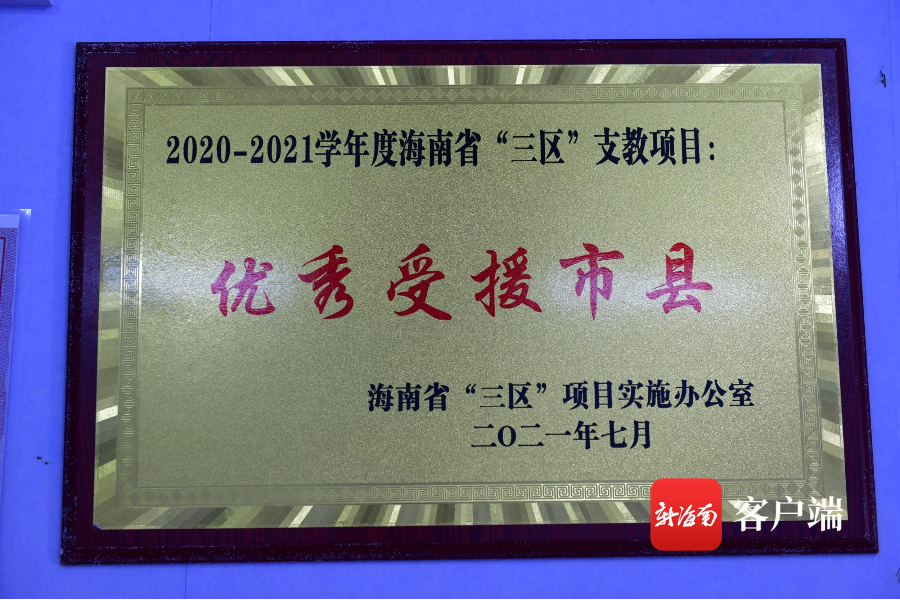 2020-2021学年度海南省“三区”支教项目：
优秀受援市县
海南省“三区”项目实施办公室
二O二一年七月
新海南 客户端